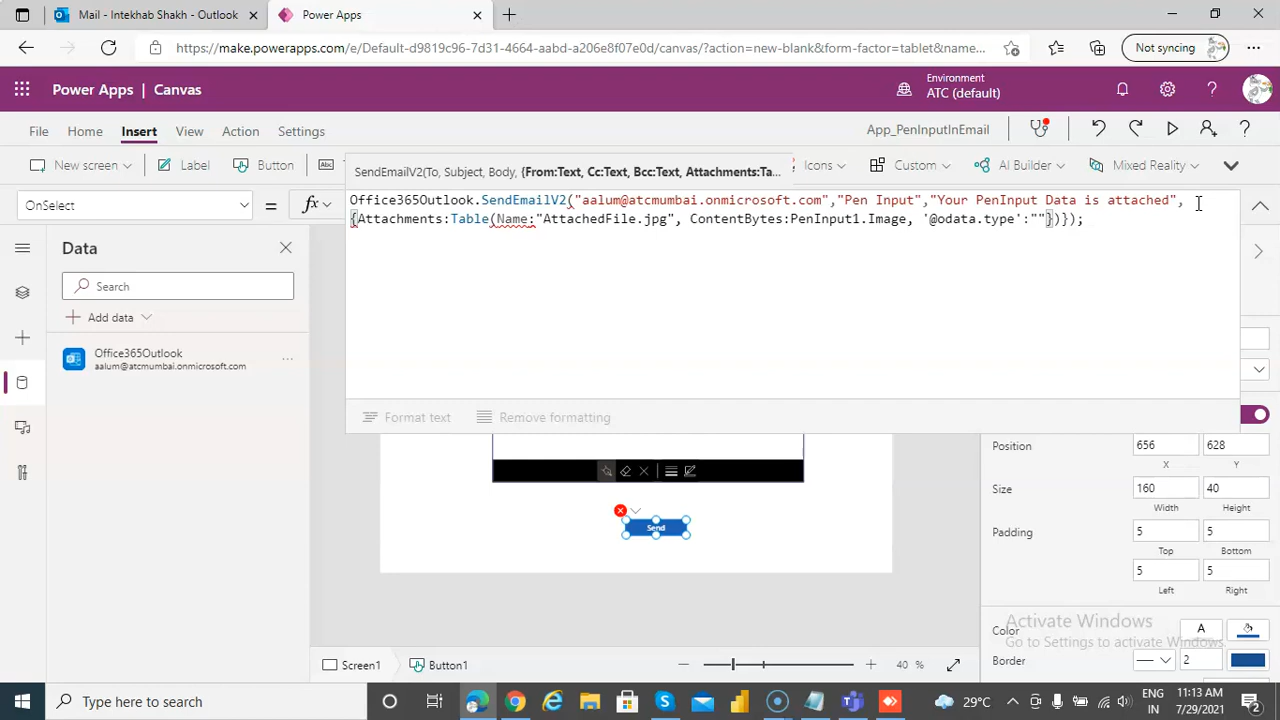 Mail - Intekhab Shakh - Outlook
Power Apps
https://make.powerapps.com/e/Default-d9819c96-7d31-4664-aabd-a206e8f07e0d/canvas/?action=new-blank&form-factor=tablet&name...
Not syncing
Power Apps | Canvas
Environment
ATC (default)
File Home Insert View Action Settings
App_PenInputInEmail
New screen
Label
Button
Abc
Icons
Custom
AI Builder
Mixed Reality
SendEmailV2(To, Subject, Body, {From:Text, Cc:Text, Bcc:Text, Attachments:Ta...
OnSelect
=
fx
Office365Outlook.SendEmailV2("aalum@atcmumbai.onmicrosoft.com","Pen Input","Your PenInput Data is attached",
{Attachments:Table(Name:"AttachedFile.jpg", ContentBytes:PenInput1.Image, '@odata.type':""})});
Data
Search
Add data
Office365Outlook
aalum@atcmumbai.onmicrosoft.com
Format text
Remove formatting
Send
Position
656
628
X
Y
Size
160
40
Width
Height
Padding
5
5
Top
Bottom
5
5
Left
Right
Activate Windows
Go to Settings to activate Windows.
Color
A
Border
2
Screen1
Button1
40 %
Type here to search
29°C
ENG
IN
11:13 AM
7/29/2021
2